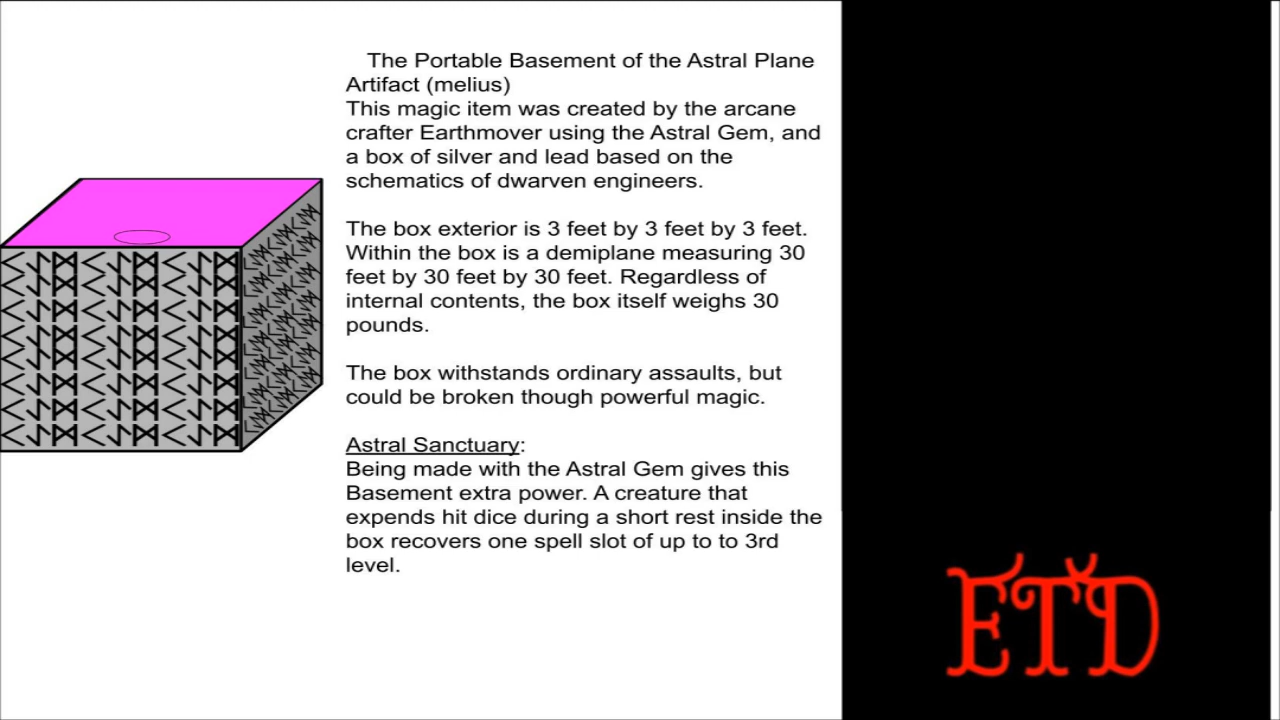 The Portable Basement of the Astral Plane
Artifact (melius)
This magic item was created by the arcane
crafter Earthmover using the Astral Gem, and
a box of silver and lead based on the
schematics of dwarven engineers.
The box exterior is 3 feet by 3 feet by 3 feet.
Within the box is a demiplane measuring 30
feet by 30 feet by 30 feet. Regardless of
internal contents, the box itself weighs 30
pounds.
The box withstands ordinary assaults, but
could be broken though powerful magic.
Astral Sanctuary:
Being made with the Astral Gem gives this
Basement extra power. A creature that
expends hit dice during a short rest inside the
box recovers one spell slot of up to to 3rd
level.
ETD